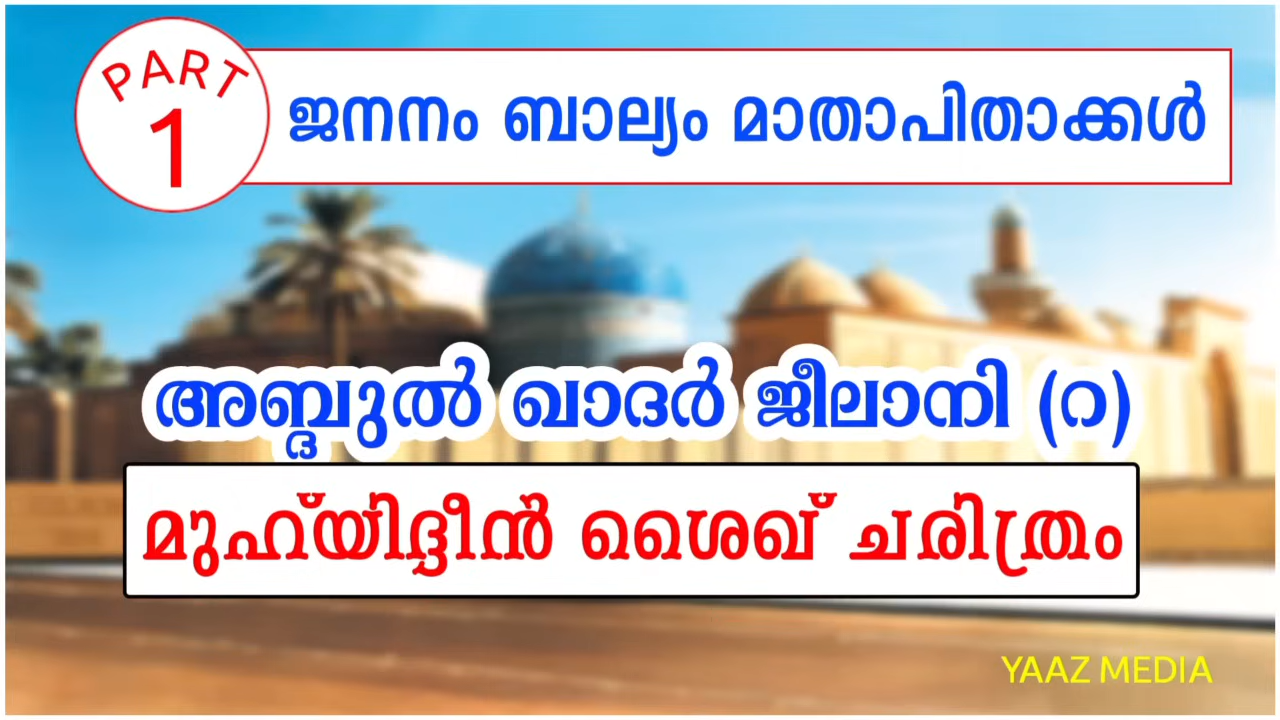 PART
1
ജനനം ബാല്യം മാതാപിതാക്കൾ
അബ്ദുൽ ഖാദർ ജീലാനി (റ)
മുഹ്‌യിദ്ദീൻ ശൈഖ് ചരിത്രം
YAAZ MEDIA